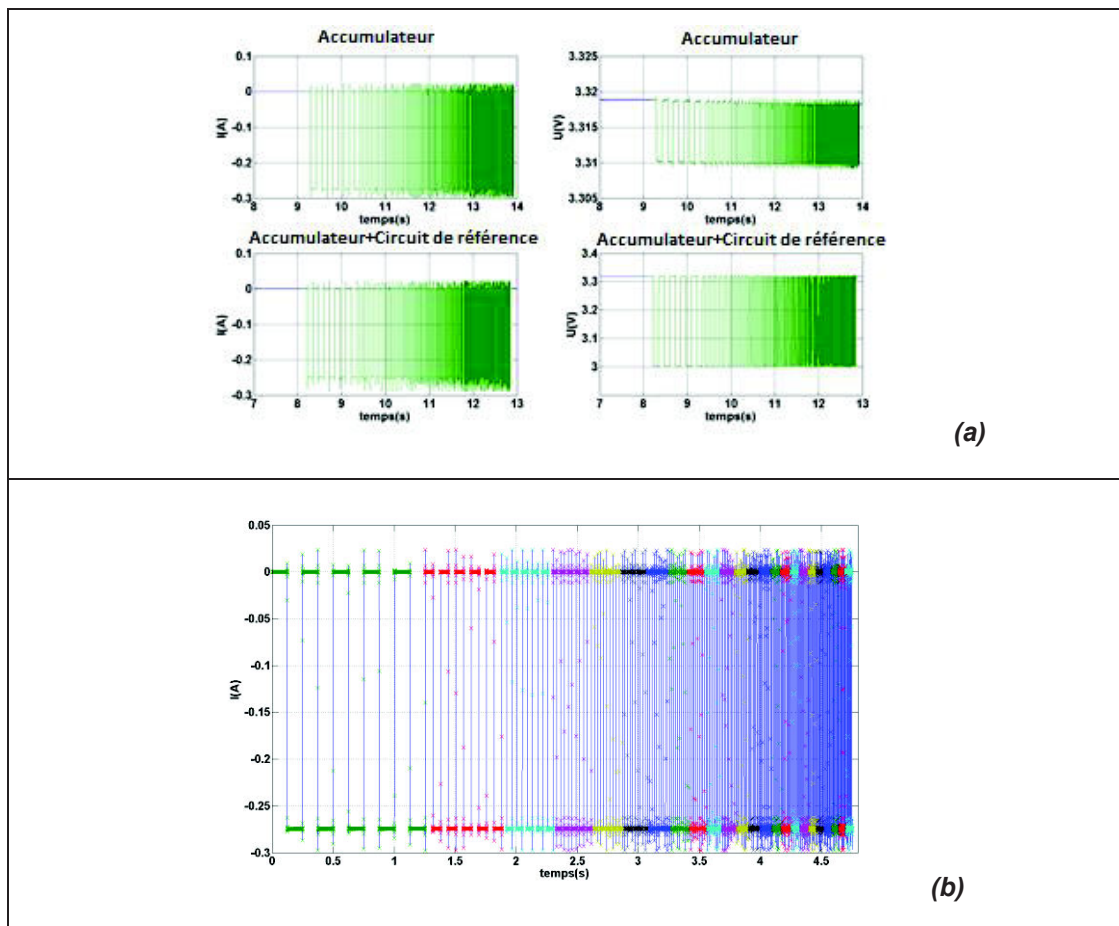 Accumulateur
Accumulateur
0.1
0
-0.1
-0.2
-0.3
I(A)
8 9 10 11 12 13 14
temps(s)
3.325
3.32
3.315
3.31
3.305
U(V)
8 9 10 11 12 13 14
temps(s)
Accumulateur+Circuit de référence
Accumulateur+Circuit de référence
0.1
0
-0.1
-0.2
-0.3
I(A)
7 8 9 10 11 12 13
temps(s)
3.4
3.3
3.2
3.1
3
U(V)
7 8 9 10 11 12 13
temps(s)
(a)
0.05
0
-0.05
-0.1
-0.15
-0.2
-0.25
-0.3
I(A)
0 0.5 1 1.5 2 2.5 3 3.5 4 4.5
temps(s)
(b)